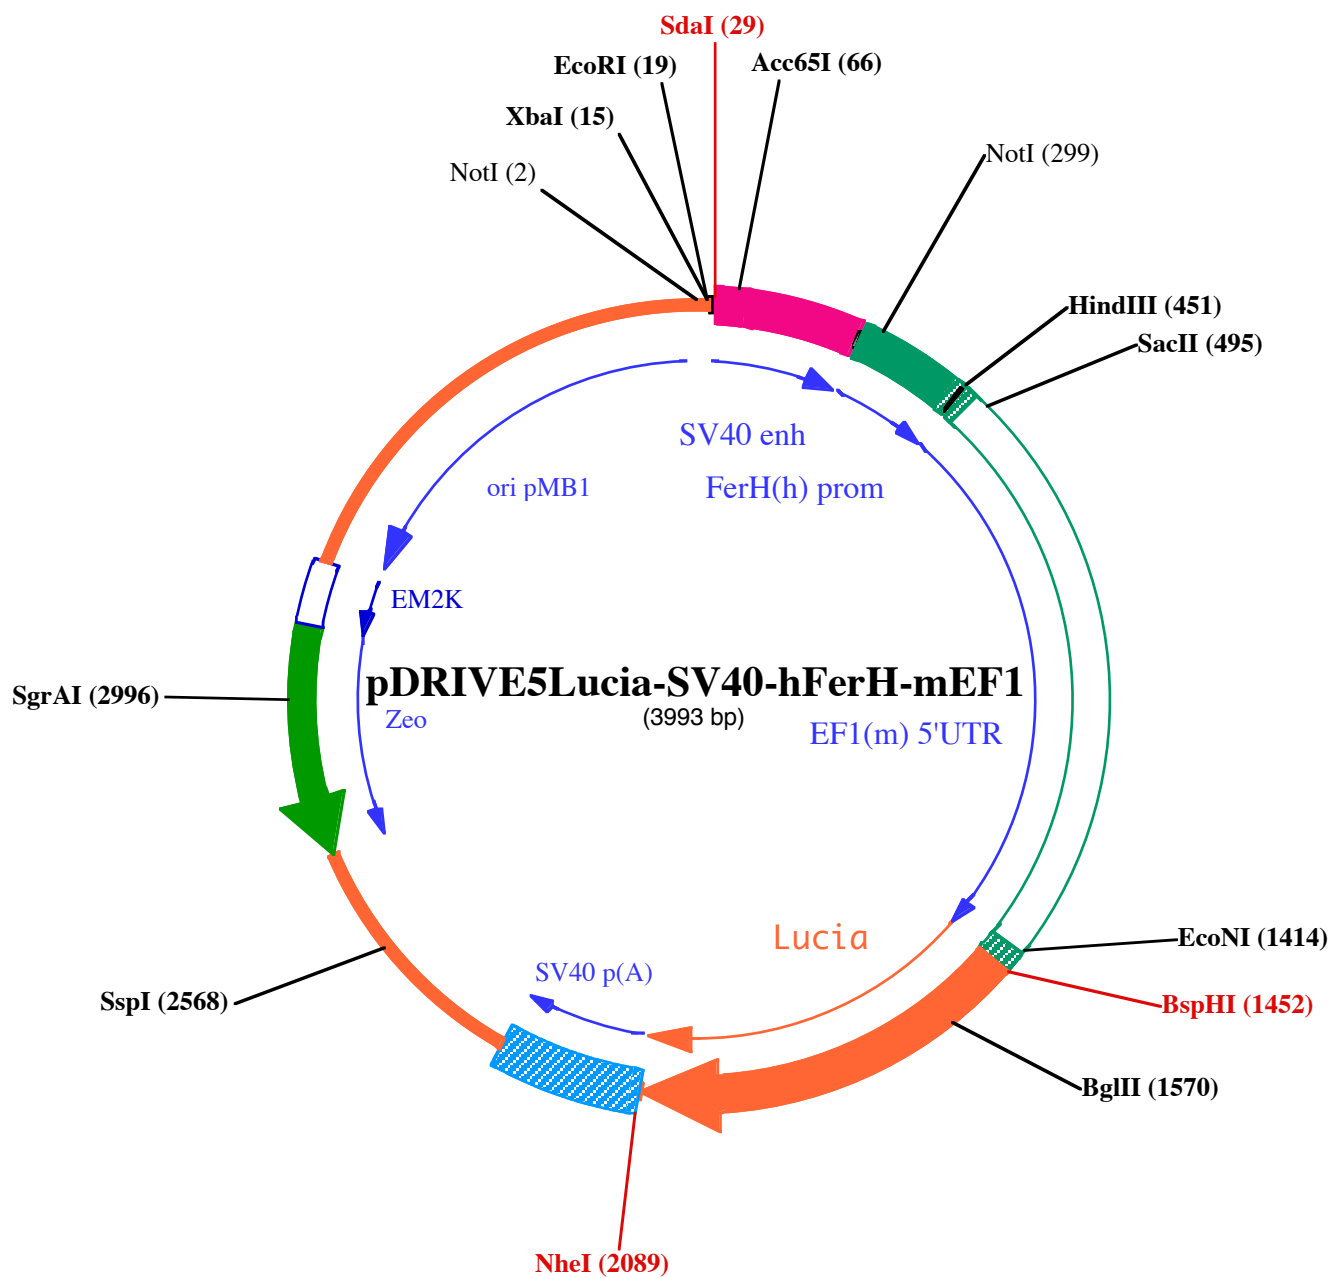 SdaI (29)
EcoRI (19)
Acc65I (66)
XbaI (15)
NotI (2)
NotI (299)
HindIII (451)
SacII (495)
SV40 enh
ori pMB1
FerH(h) prom
EM2K
pDRIVE5Lucia-SV40-hFerH-mEF1
(3993 bp)
SgrAI (2996)
Zeo
EF1(m) 5'UTR
Lucia
EcoNI (1414)
SV40 p(A)
SspI (2568)
BspHI (1452)
BglII (1570)
NheI (2089)